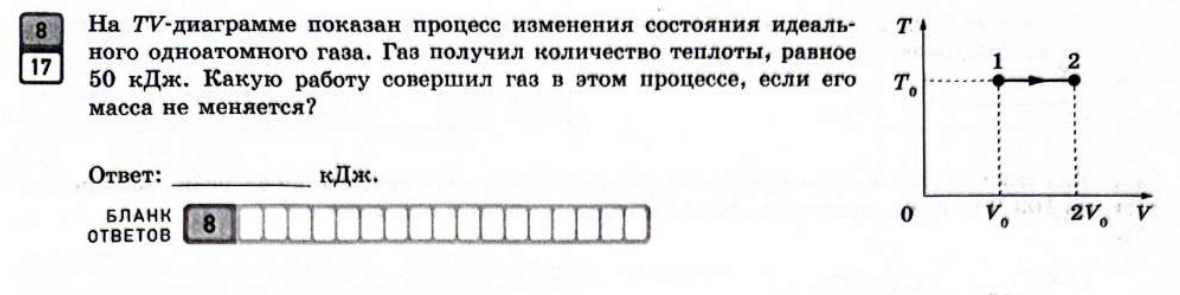 8
17
На TV-диаграмме показан процесс изменения состояния идеаль-
ного одноатомного газа. Газ получил количество теплоты, равное
50 кДж. Какую работу совершил газ в этом процессе, если его
масса не меняется?
Ответ: ____________ кДж.
БЛАНК
ОТВЕТОВ
8
T
1 2
T₀
0 V₀ 2V₀ V